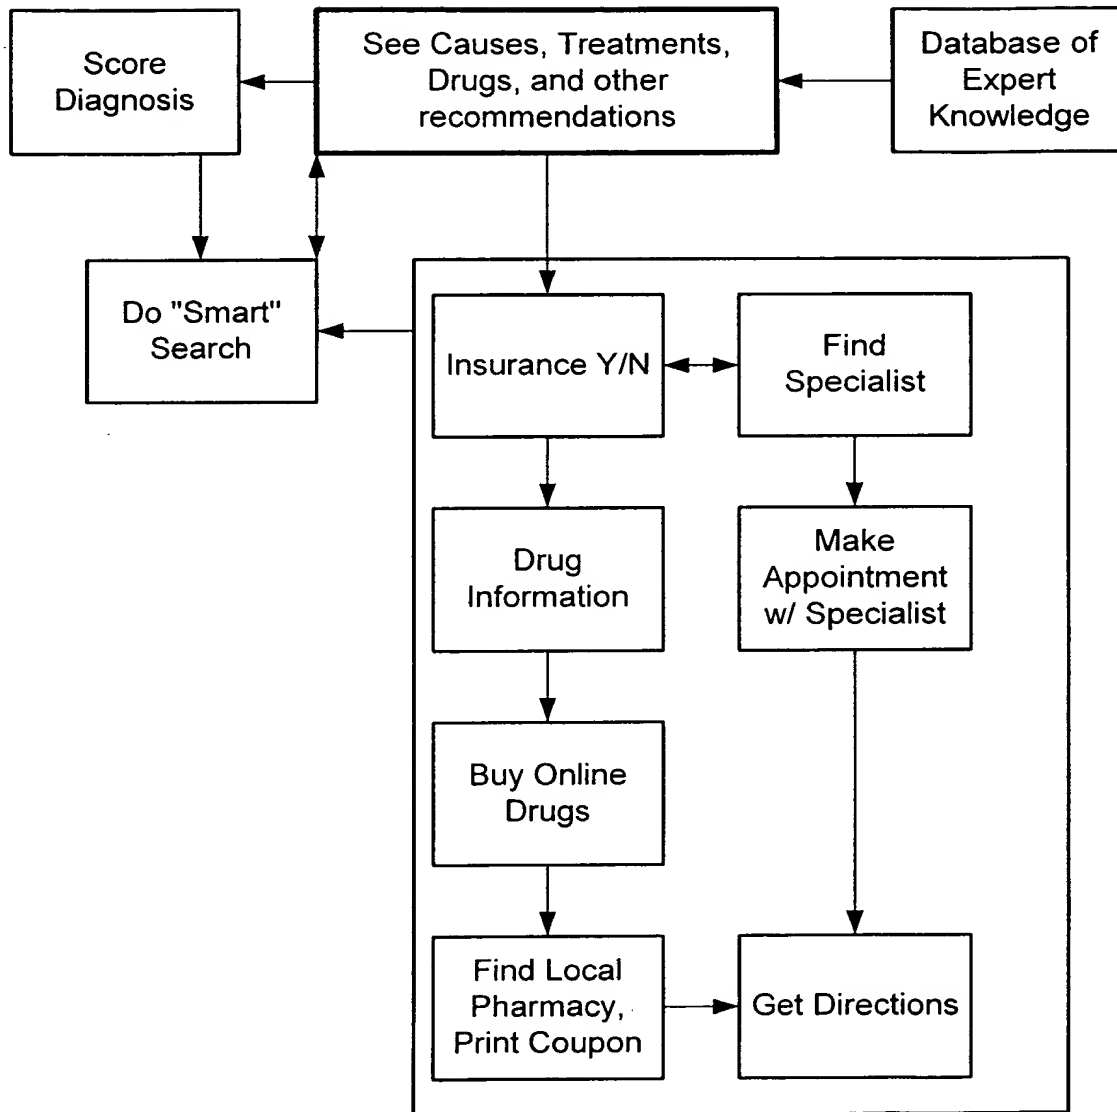 Score
Diagnosis
See Causes, Treatments,
Drugs, and other
recommendations
Database of
Expert
Knowledge
Do "Smart"
Search
Insurance Y/N
Find
Specialist
Drug
Information
Make
Appointment
w/ Specialist
Buy Online
Drugs
Find Local
Pharmacy,
Print Coupon
Get Directions